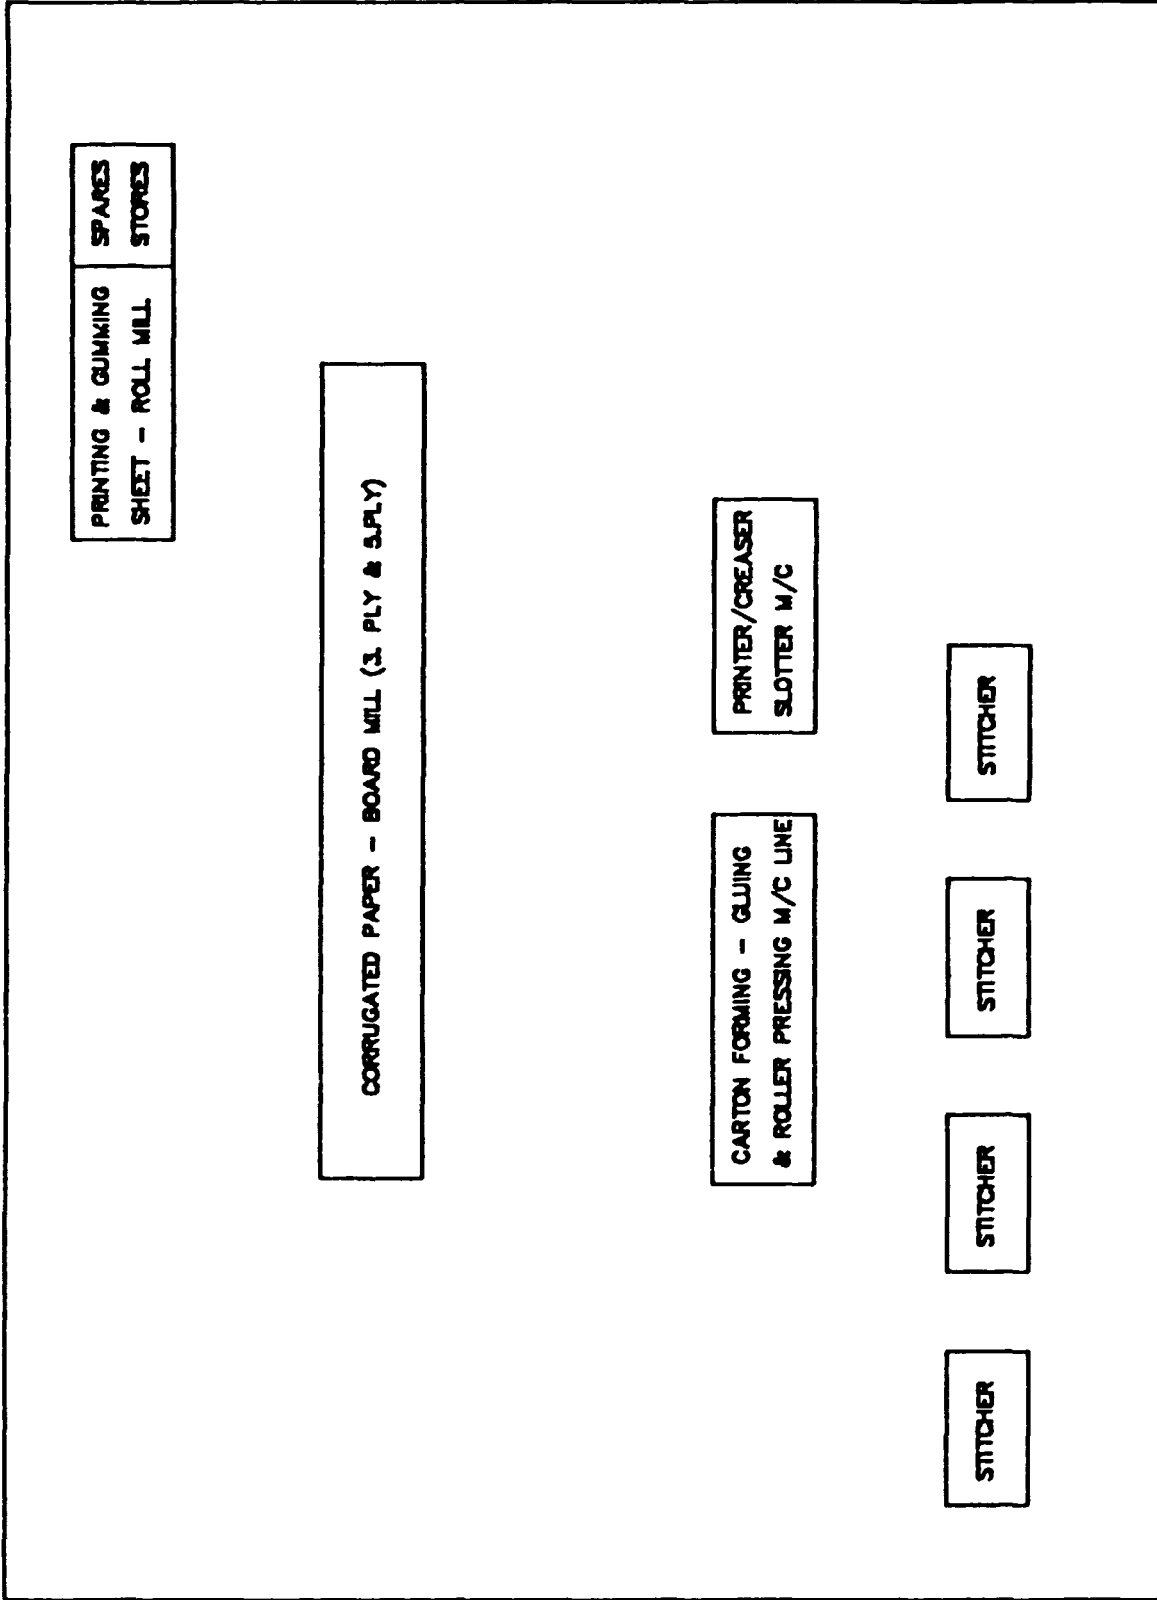 PRINTING & GUMMING
SHEET - ROLL MILL
SPARES
STORES
CORRUGATED PAPER - BOARD MILL (3. PLY & 5.PLY)
CARTON FORMING - GLUING
& ROLLER PRESSING M/C LINE
PRINTER/CREASER
SLOTTER M/C
STITCHER
STITCHER
STITCHER
STITCHER